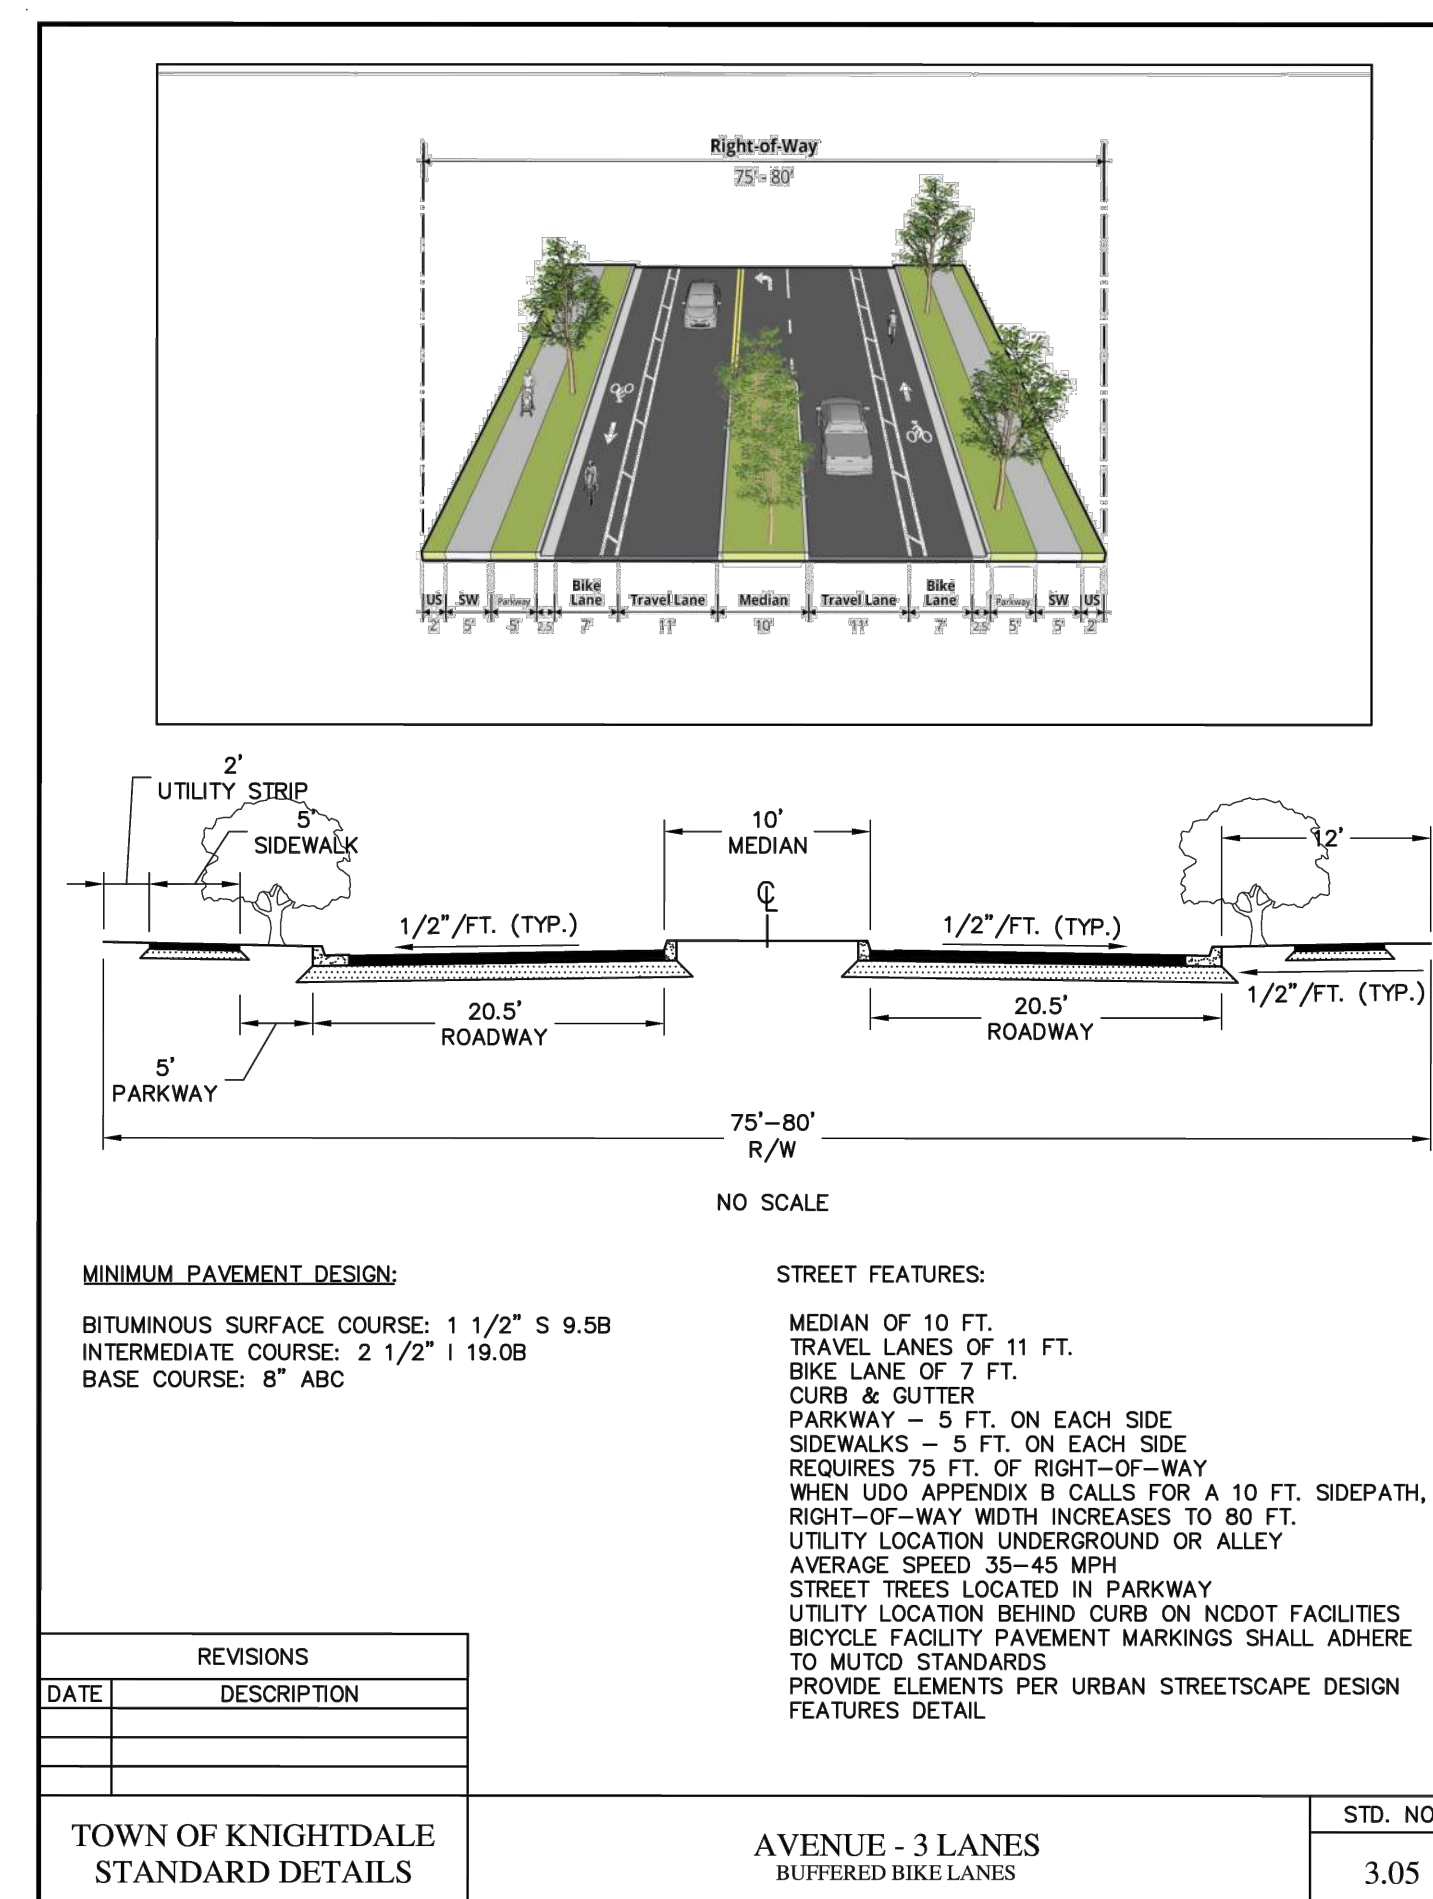 Right-of-Way
75' - 80'
US SW Parkway Bike Lane Travel Lane Median Travel Lane Bike Lane Parkway SW US
2' 5' 5' 2.5' 7' 11' 10' 11' 7' 2.5' 5' 5' 2'
2'
UTILITY STRIP
5'
SIDEWALK
10'
MEDIAN
12'
℄
1/2"/FT. (TYP.)
1/2"/FT. (TYP.)
1/2"/FT. (TYP.)
20.5'
ROADWAY
20.5'
ROADWAY
5'
PARKWAY
75'-80'
R/W
NO SCALE
MINIMUM PAVEMENT DESIGN:
BITUMINOUS SURFACE COURSE: 1 1/2" S 9.5B
INTERMEDIATE COURSE: 2 1/2" I 19.0B
BASE COURSE: 8" ABC
STREET FEATURES:
MEDIAN OF 10 FT.
TRAVEL LANES OF 11 FT.
BIKE LANE OF 7 FT.
CURB & GUTTER
PARKWAY – 5 FT. ON EACH SIDE
SIDEWALKS – 5 FT. ON EACH SIDE
REQUIRES 75 FT. OF RIGHT–OF–WAY
WHEN UDO APPENDIX B CALLS FOR A 10 FT. SIDEPATH,
RIGHT–OF–WAY WIDTH INCREASES TO 80 FT.
UTILITY LOCATION UNDERGROUND OR ALLEY
AVERAGE SPEED 35–45 MPH
STREET TREES LOCATED IN PARKWAY
UTILITY LOCATION BEHIND CURB ON NCDOT FACILITIES
BICYCLE FACILITY PAVEMENT MARKINGS SHALL ADHERE
TO MUTCD STANDARDS
PROVIDE ELEMENTS PER URBAN STREETSCAPE DESIGN
FEATURES DETAIL
REVISIONS
DATE DESCRIPTION
TOWN OF KNIGHTDALE
STANDARD DETAILS
AVENUE - 3 LANES
BUFFERED BIKE LANES
STD. NO
3.05